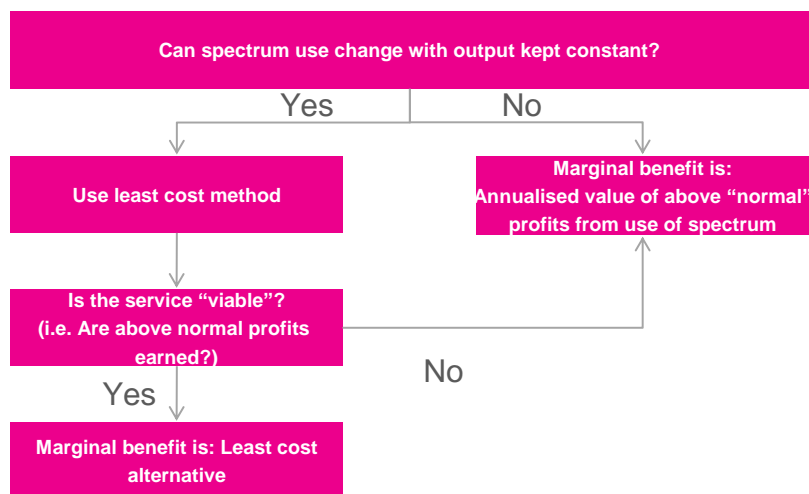 Can spectrum use change with output kept constant?
Yes
No
Use least cost method
Marginal benefit is:
Annualised value of above “normal”
profits from use of spectrum
Is the service “viable”?
(i.e. Are above normal profits
earned?)
No
Yes
Marginal benefit is: Least cost
alternative